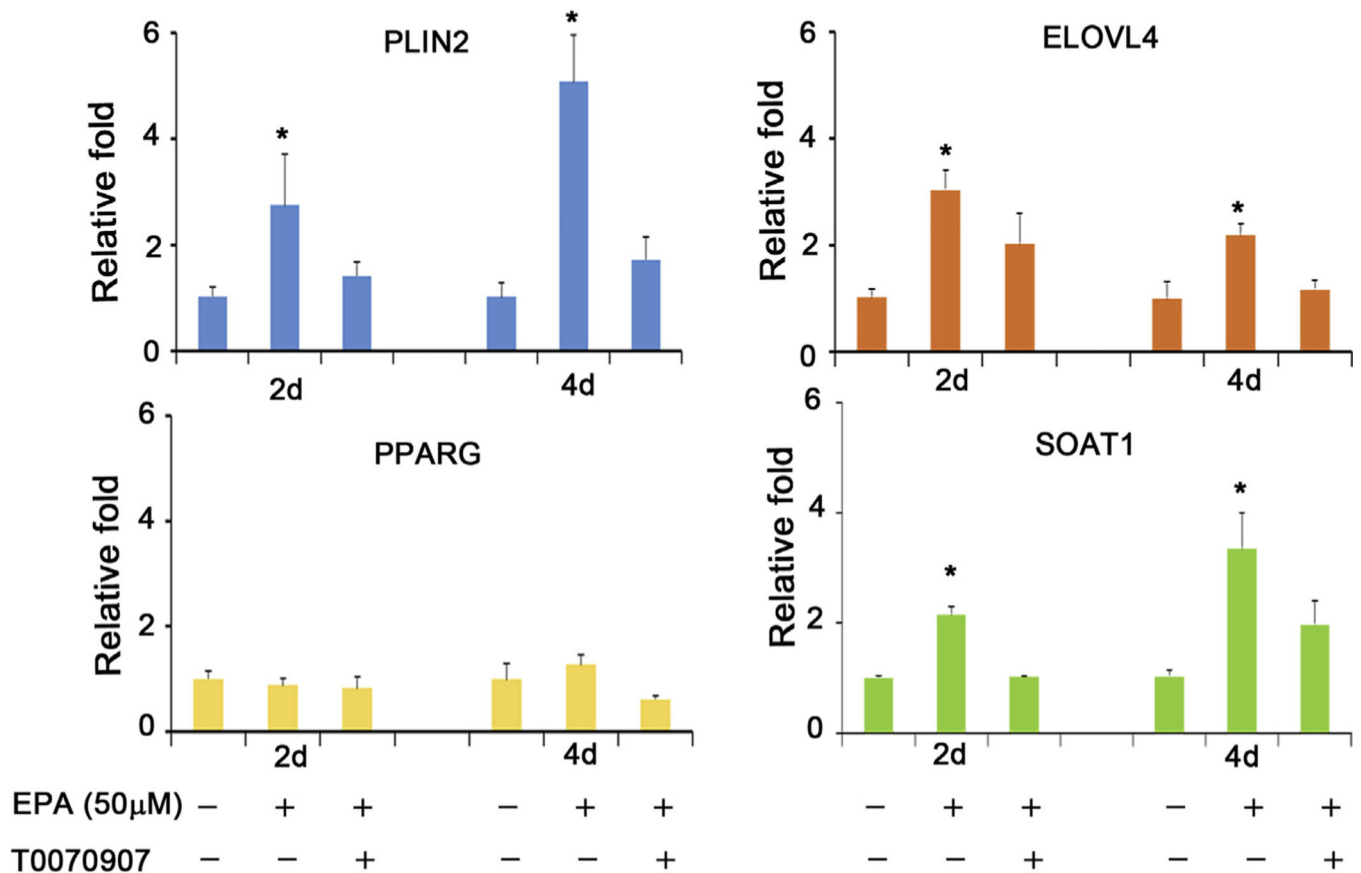 PLIN2
*
*
Relative fold
6
4
2
0
2d
4d
ELOVL4
*
*
Relative fold
6
4
2
0
2d
4d
PPARG
Relative fold
6
4
2
0
2d
4d
SOAT1
*
*
Relative fold
6
4
2
0
2d
4d
EPA (50μM) − + + − + + − + + − + +
T0070907 − − + − − + − − + − − +